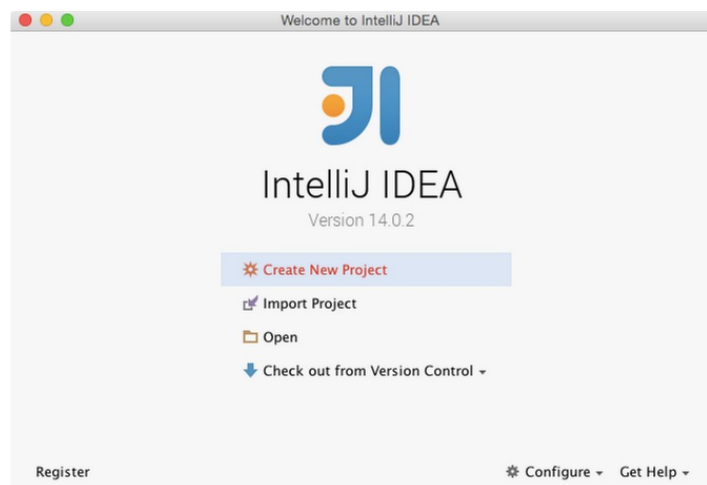 Welcome to IntelliJ IDEA
IntelliJ IDEA
Version 14.0.2
Create New Project
Import Project
Open
Check out from Version Control
Register Configure Get Help